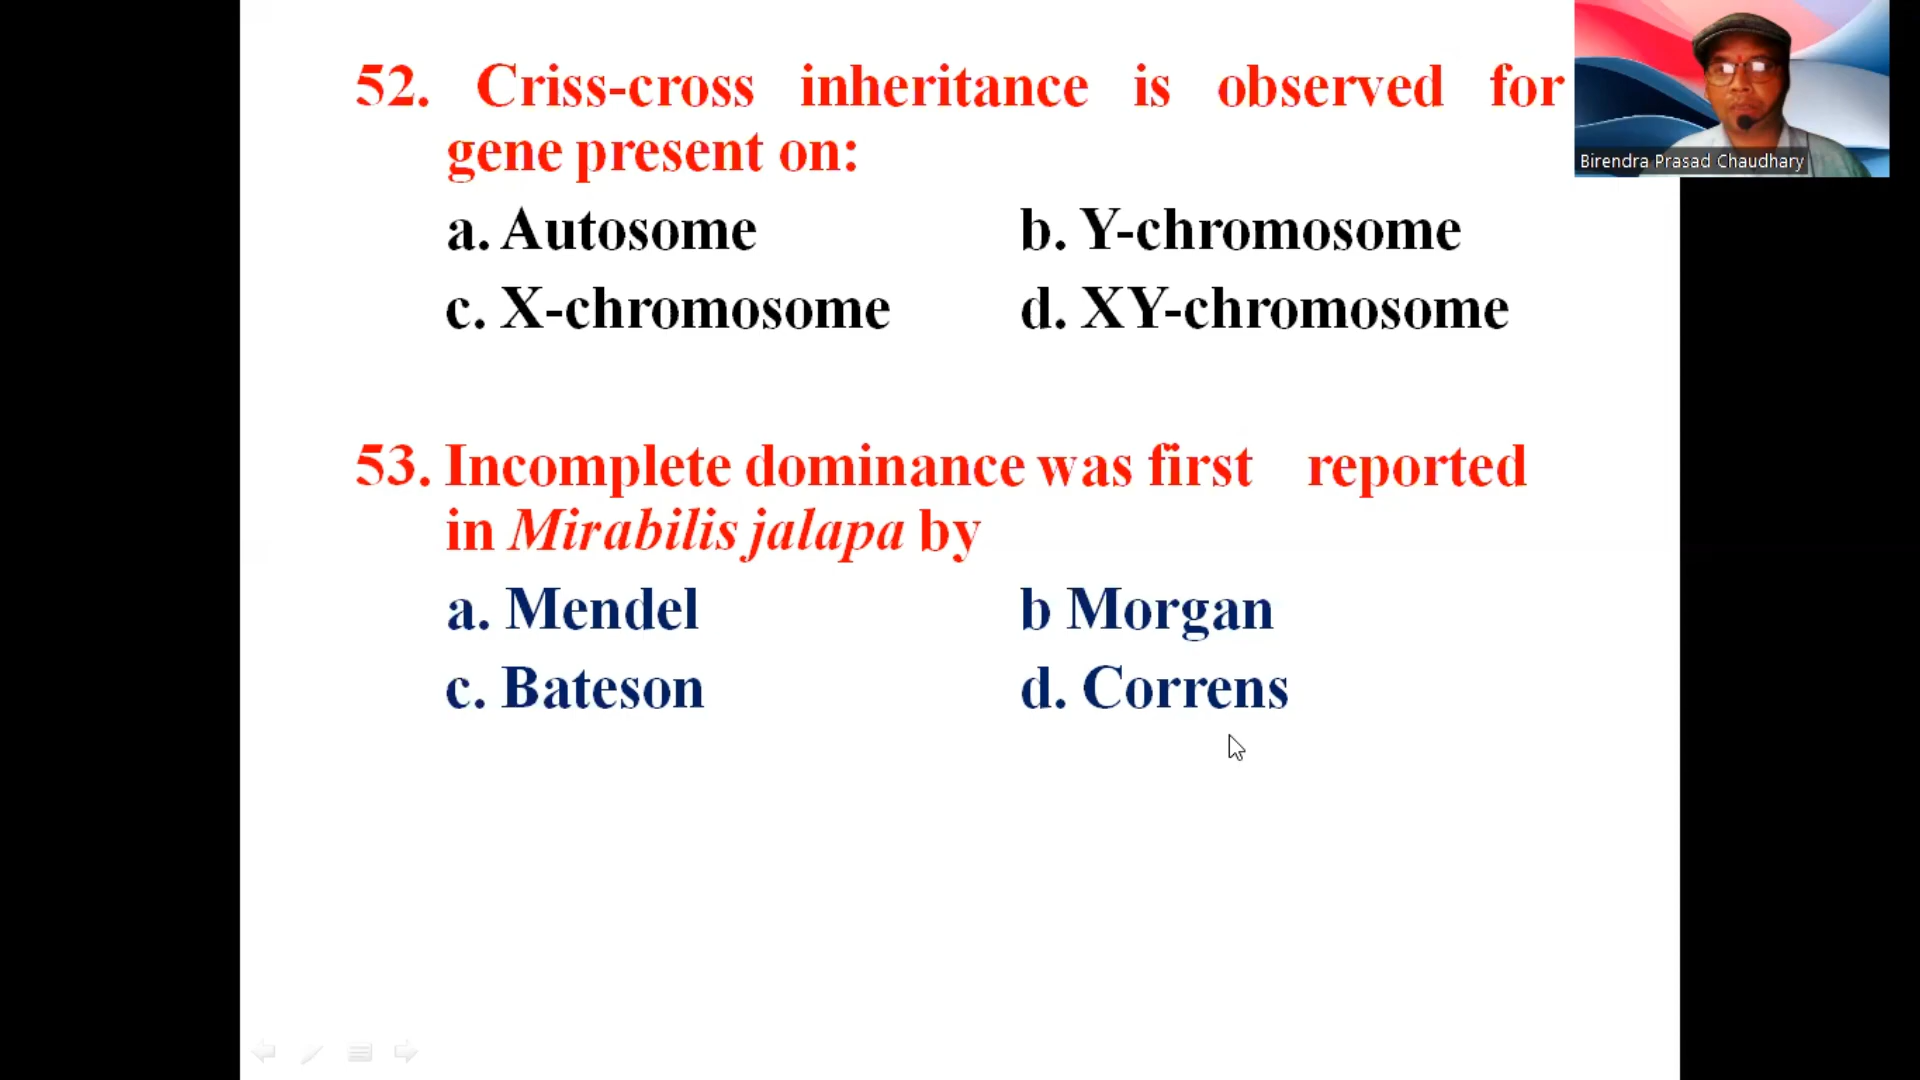 52. Criss-cross inheritance is observed for
gene present on:
a. Autosome b. Y-chromosome
c. X-chromosome d. XY-chromosome
53. Incomplete dominance was first reported
in Mirabilis jalapa by
a. Mendel b Morgan
c. Bateson d. Correns
Birendra Prasad Chaudhary